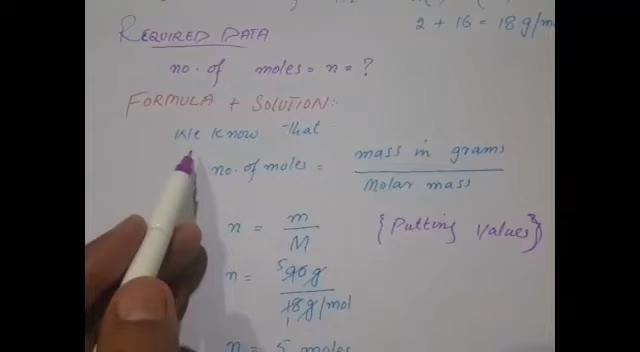 2 + 16 = 18 g/m
REQUIRED DATA
no. of moles = n = ?
FORMULA + SOLUTION:
We know that
no. of moles = mass in grams / Molar mass
n = m / M {Putting Values}
n = 90 g / 18 g/mol
5
1
n = 5 moles